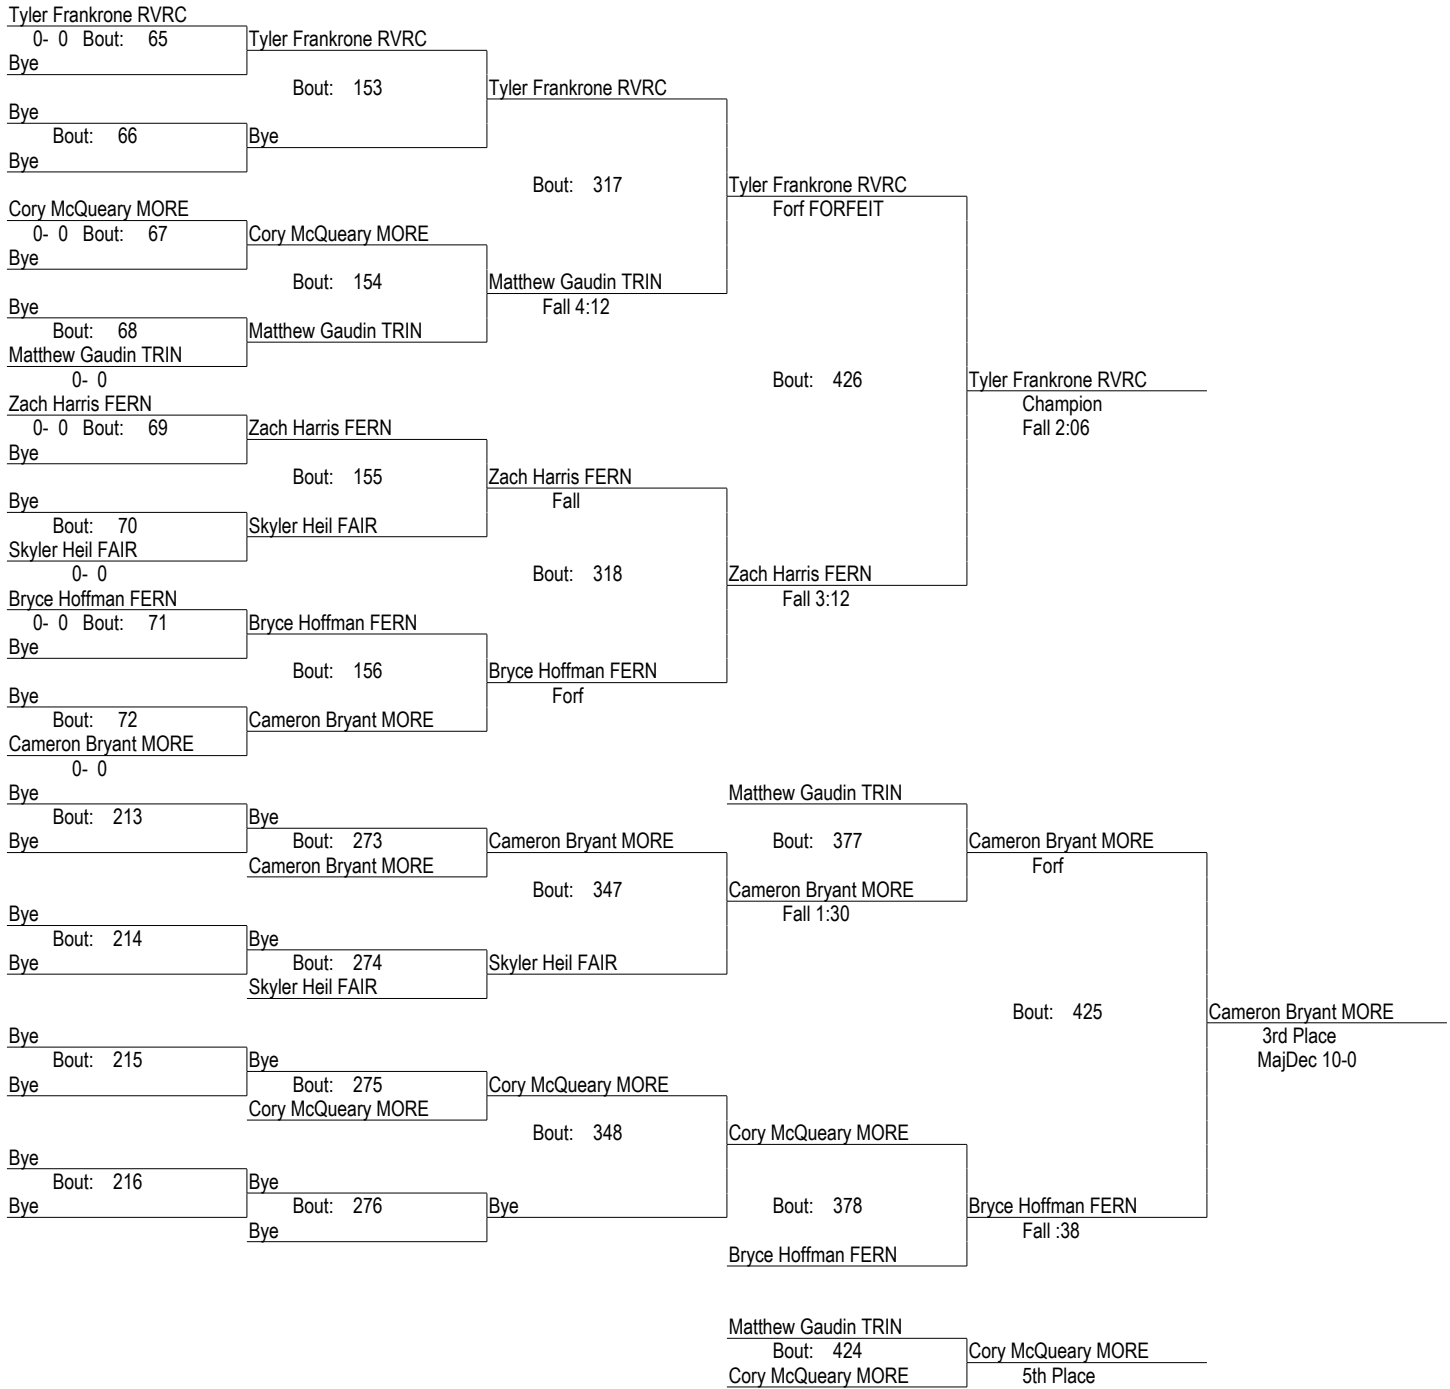 Tyler Frankrone RVRC
0- 0 Bout: 65
Tyler Frankrone RVRC
Bye
Bout: 153
Tyler Frankrone RVRC
Bye
Bout: 66
Bye
Bye
Bout: 317
Tyler Frankrone RVRC
Forf FORFEIT
Cory McQueary MORE
0- 0 Bout: 67
Cory McQueary MORE
Bye
Bout: 154
Matthew Gaudin TRIN
Fall 4:12
Bye
Bout: 68
Matthew Gaudin TRIN
Matthew Gaudin TRIN
0- 0
Bout: 426
Tyler Frankrone RVRC
Champion
Fall 2:06
Zach Harris FERN
0- 0 Bout: 69
Zach Harris FERN
Bye
Bout: 155
Zach Harris FERN
Fall
Bye
Bout: 70
Skyler Heil FAIR
Skyler Heil FAIR
0- 0
Bout: 318
Zach Harris FERN
Fall 3:12
Bryce Hoffman FERN
0- 0 Bout: 71
Bryce Hoffman FERN
Bye
Bout: 156
Bryce Hoffman FERN
Forf
Bye
Bout: 72
Cameron Bryant MORE
Cameron Bryant MORE
0- 0
Bye
Bout: 213
Bye
Bye
Bout: 273
Cameron Bryant MORE
Cameron Bryant MORE
Matthew Gaudin TRIN
Bout: 377
Cameron Bryant MORE
Forf
Bout: 347
Cameron Bryant MORE
Fall 1:30
Bye
Bout: 214
Bye
Bye
Bout: 274
Skyler Heil FAIR
Skyler Heil FAIR
Bout: 425
Cameron Bryant MORE
3rd Place
MajDec 10-0
Bye
Bout: 215
Bye
Bye
Bout: 275
Cory McQueary MORE
Cory McQueary MORE
Bout: 348
Cory McQueary MORE
Bye
Bout: 216
Bye
Bye
Bout: 276
Bye
Bye
Bout: 378
Bryce Hoffman FERN
Fall :38
Bryce Hoffman FERN
Matthew Gaudin TRIN
Bout: 424
Cory McQueary MORE
Cory McQueary MORE
5th Place